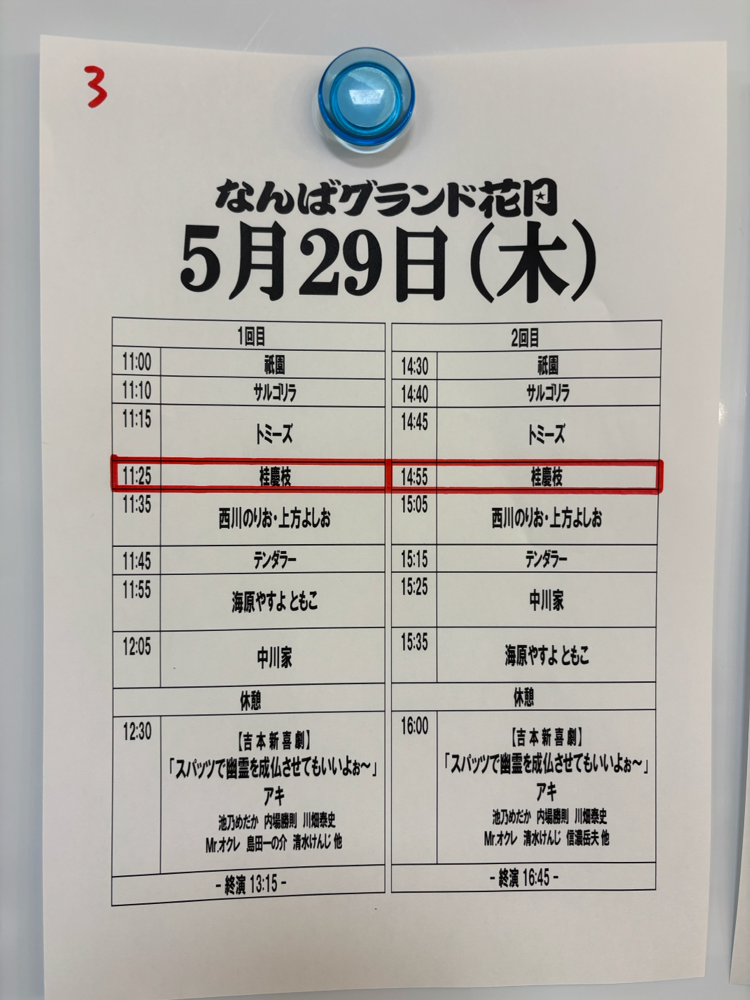 3
なんばグランド花月
5月29日(木)
1回目
11:00 祇園
11:10 サルゴリラ
11:15 トミーズ
11:25 桂慶枝
11:35 西川のりお・上方よしお
11:45 テンダラー
11:55 海原やすよ ともこ
12:05 中川家
休憩
12:30 【吉本新喜劇】
「スパッツで幽霊を成仏させてもいいよぉ～」
アキ
池乃めだか 内場勝則 川畑泰史
Mr.オクレ 島田一の介 清水けんじ 他
- 終演 13:15 -
2回目
14:30 祇園
14:40 サルゴリラ
14:45 トミーズ
14:55 桂慶枝
15:05 西川のりお・上方よしお
15:15 テンダラー
15:25 中川家
15:35 海原やすよ ともこ
休憩
16:00 【吉本新喜劇】
「スパッツで幽霊を成仏させてもいいよぉ～」
アキ
池乃めだか 内場勝則 川畑泰史
Mr.オクレ 清水けんじ 信濃岳夫 他
- 終演 16:45 -